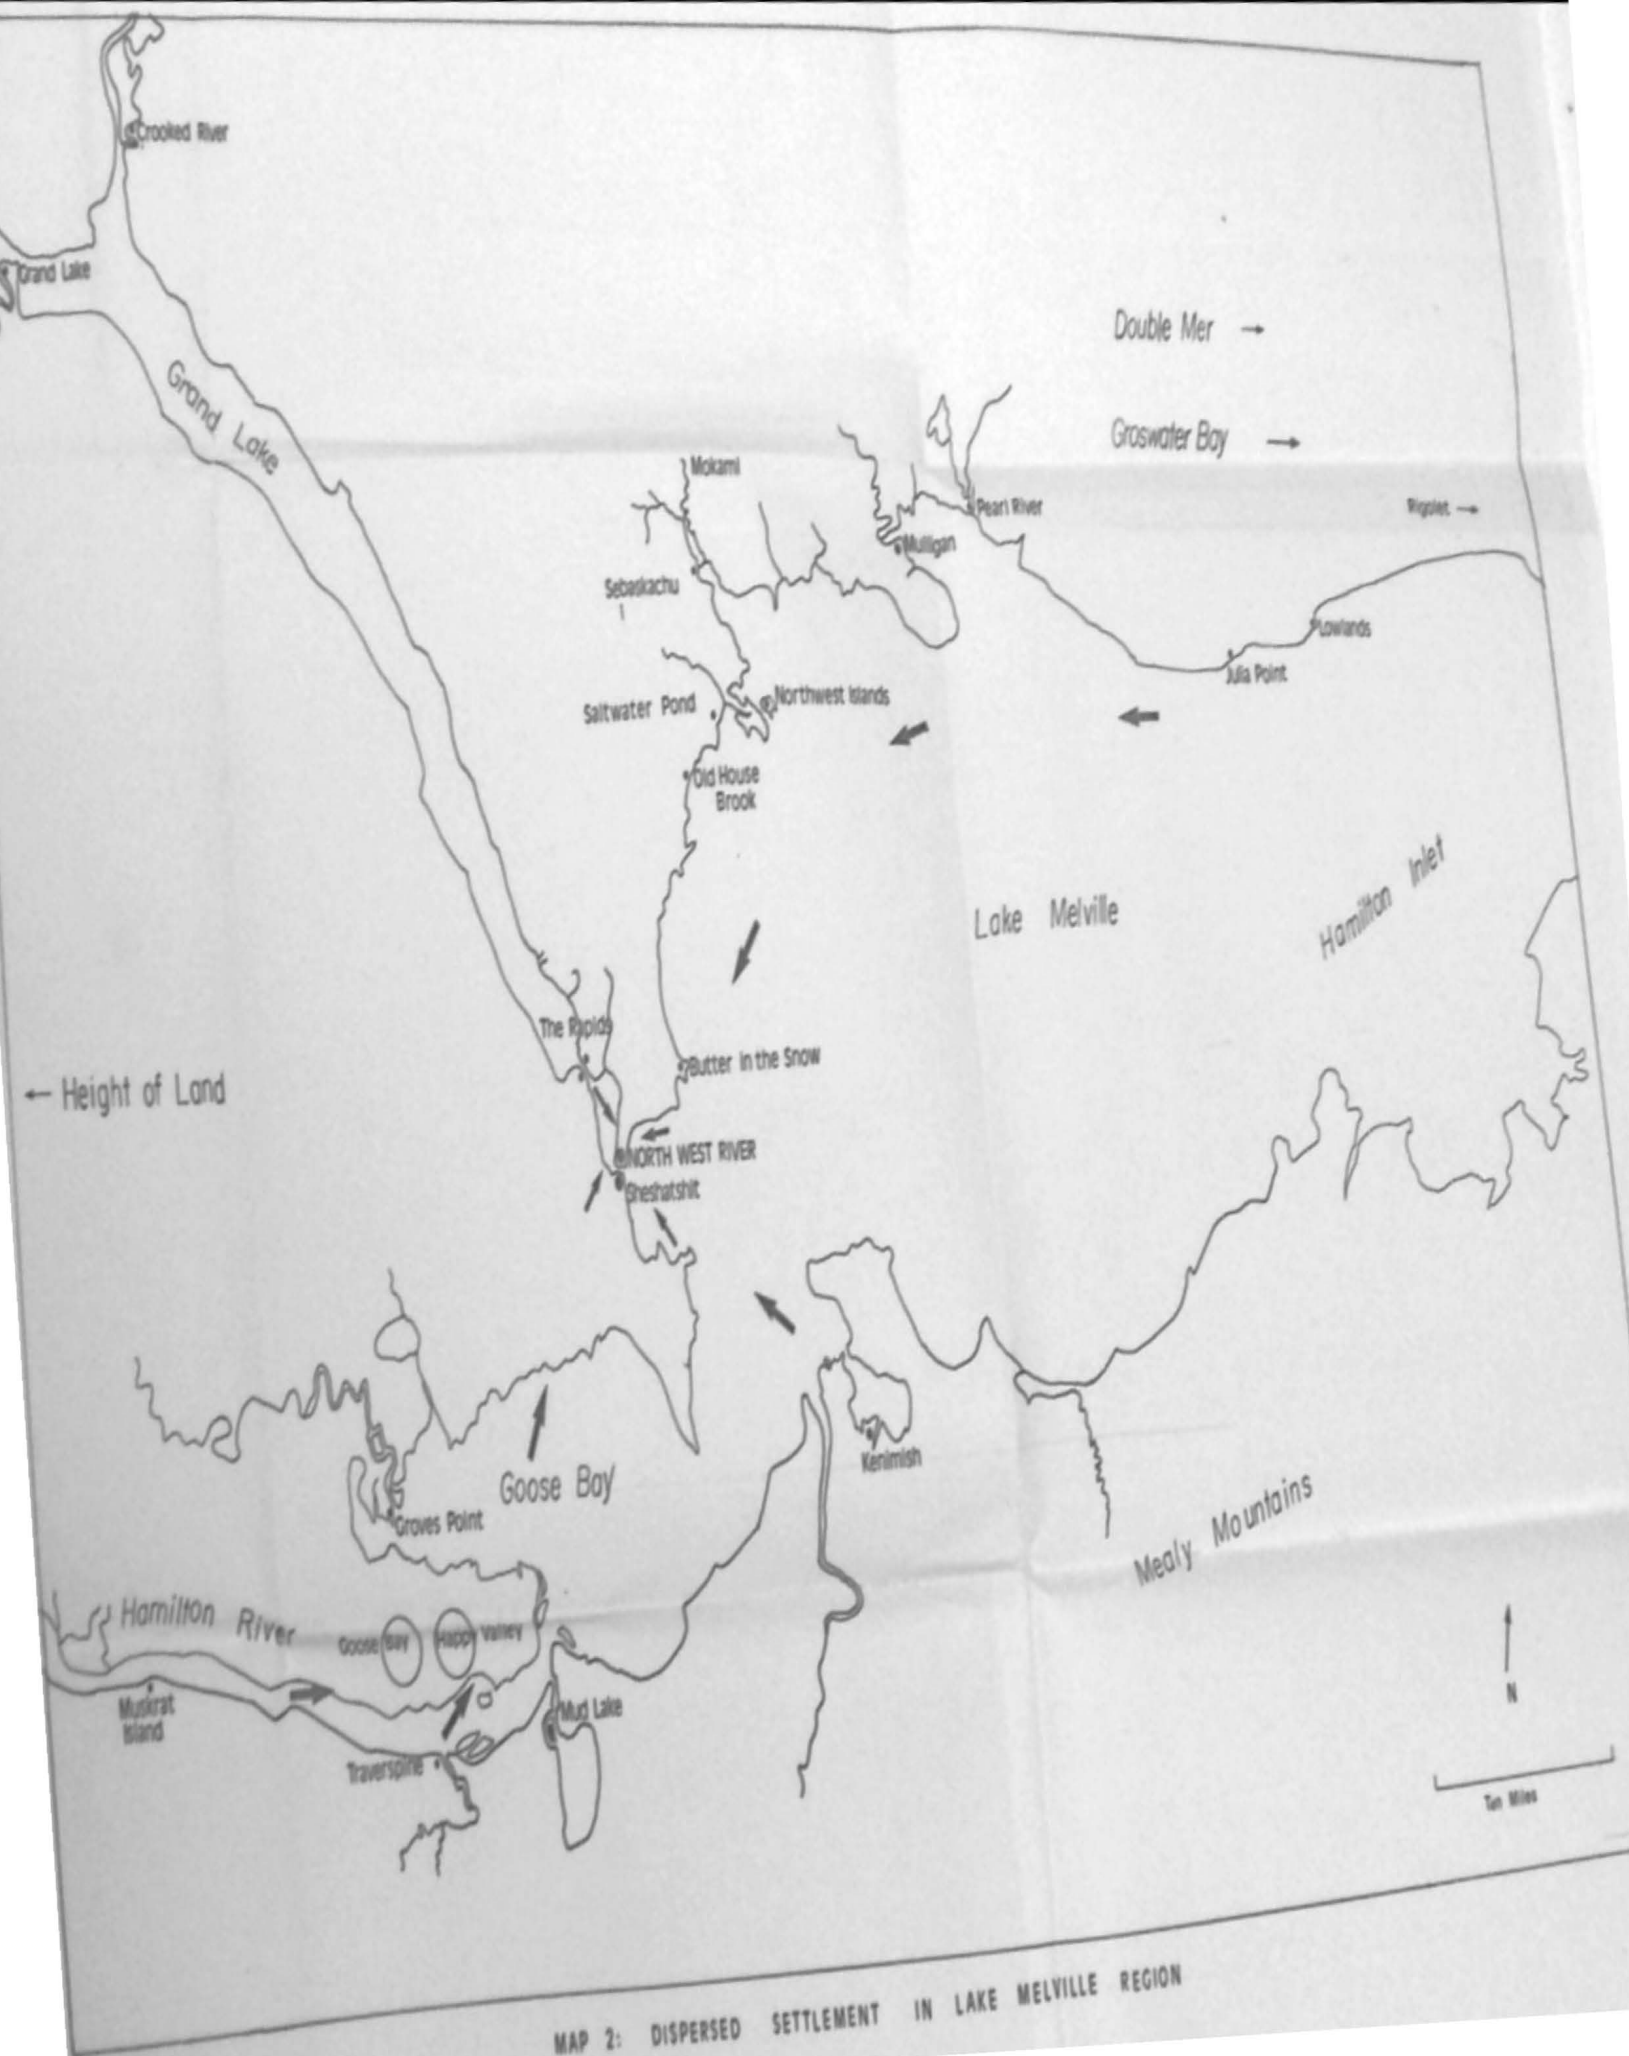 Crooked River
Grand Lake
Grand Lake
Double Mer →
Groswater Bay →
Mokami
Pearl River
Rigolet →
Mulligan
Sebaskachu
Lowlands
Julia Point
Northwest Islands
Saltwater Pond
Old House
Brook
Hamilton Inlet
Lake Melville
The Rapids
Butter in the Snow
← Height of Land
NORTH WEST RIVER
Sheshatshit
Kenimish
Goose Bay
Groves Point
Mealy Mountains
Hamilton River
Goose Bay
Happy Valley
N
Muskrat
Island
Mud Lake
Traverspine
Ten Miles
MAP 2: DISPERSED SETTLEMENT IN LAKE MELVILLE REGION